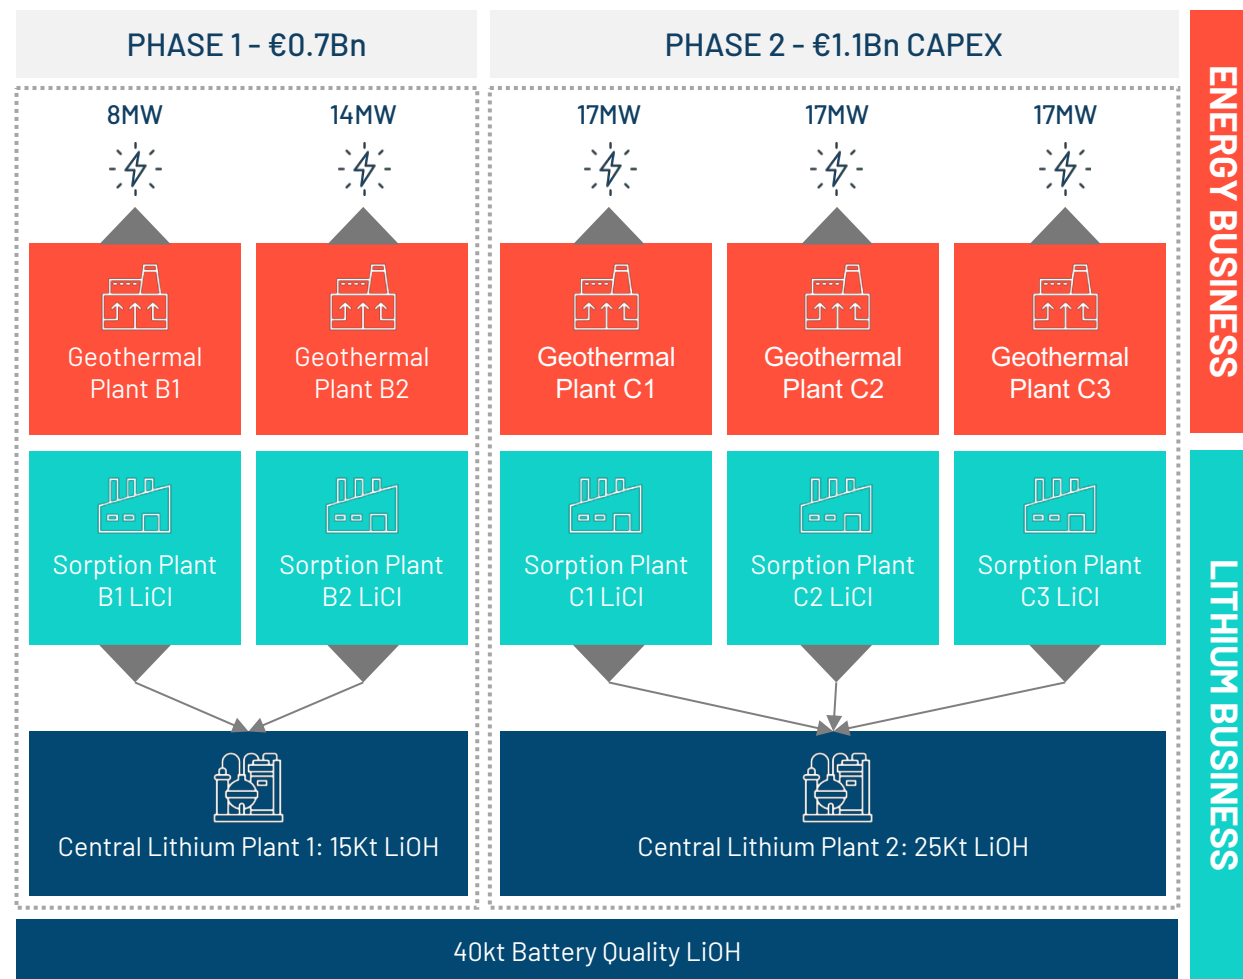 PHASE 1 - €0.7Bn
PHASE 2 - €1.1Bn CAPEX
8MW
14MW
17MW
17MW
17MW
Geothermal
Plant B1
Geothermal
Plant B2
Geothermal
Plant C1
Geothermal
Plant C2
Geothermal
Plant C3
ENERGY BUSINESS
Sorption Plant
B1 LiCl
Sorption Plant
B2 LiCl
Sorption Plant
C1 LiCl
Sorption Plant
C2 LiCl
Sorption Plant
C3 LiCl
LITHIUM BUSINESS
Central Lithium Plant 1: 15Kt LiOH
Central Lithium Plant 2: 25Kt LiOH
40kt Battery Quality LiOH